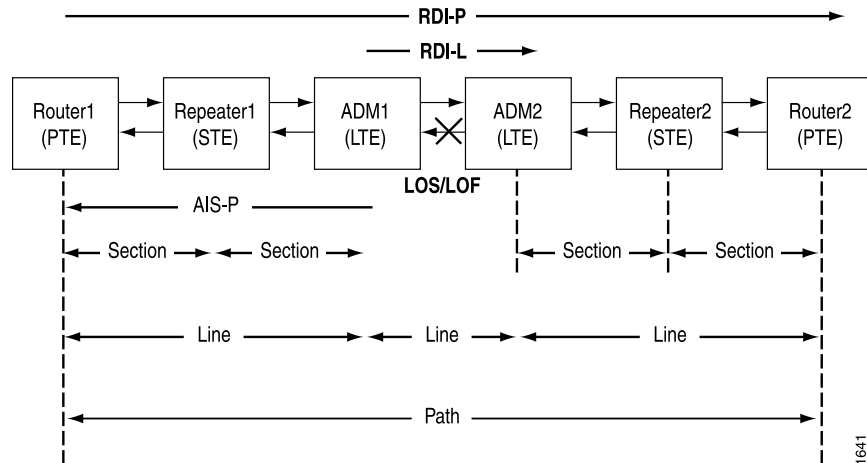 RDI-P
RDI-L
Router1
(PTE)
Repeater1
(STE)
ADM1
(LTE)
ADM2
(LTE)
Repeater2
(STE)
Router2
(PTE)
LOS/LOF
AIS-P
Section
Section
Section
Section
Line
Line
Line
Path
1641